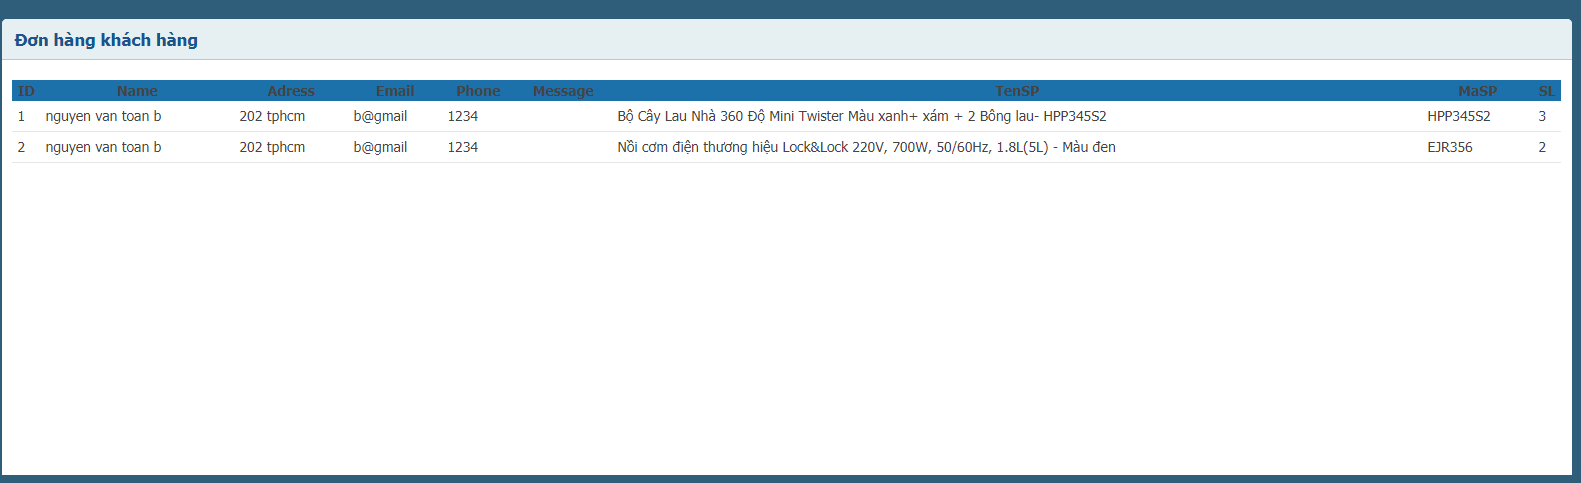 Đơn hàng khách hàng
ID Name Adress Email Phone Message TenSP MaSP SL
1 nguyen van toan b 202 tphcm b@gmail 1234 Bộ Cây Lau Nhà 360 Độ Mini Twister Màu xanh+ xám + 2 Bông lau- HPP345S2 HPP345S2 3
2 nguyen van toan b 202 tphcm b@gmail 1234 Nồi cơm điện thương hiệu Lock&Lock 220V, 700W, 50/60Hz, 1.8L(5L) - Màu đen EJR356 2